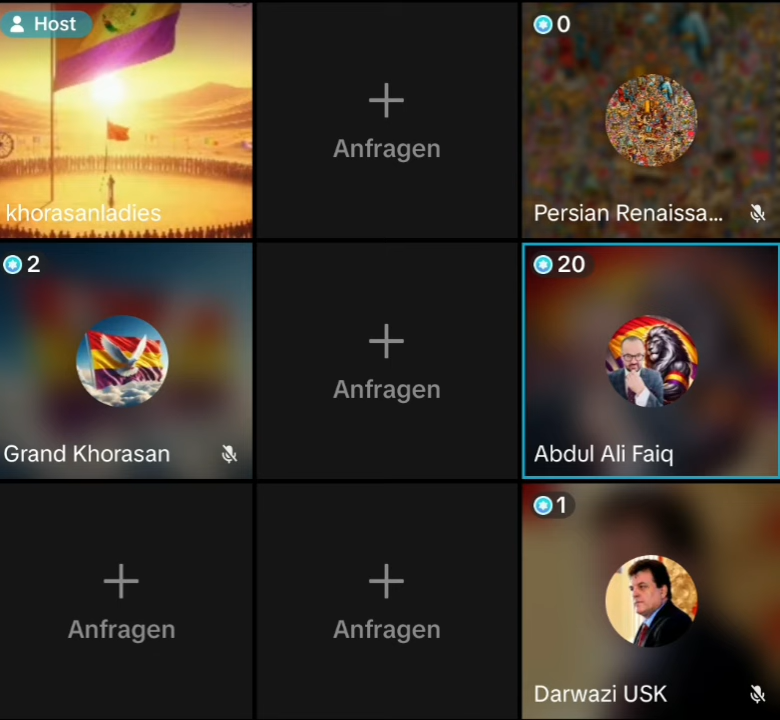 Host
khorasanladies
Anfragen
0
Persian Renaissa...
2
Grand Khorasan
Anfragen
20
Abdul Ali Faiq
Anfragen
Anfragen
1
Darwazi USK